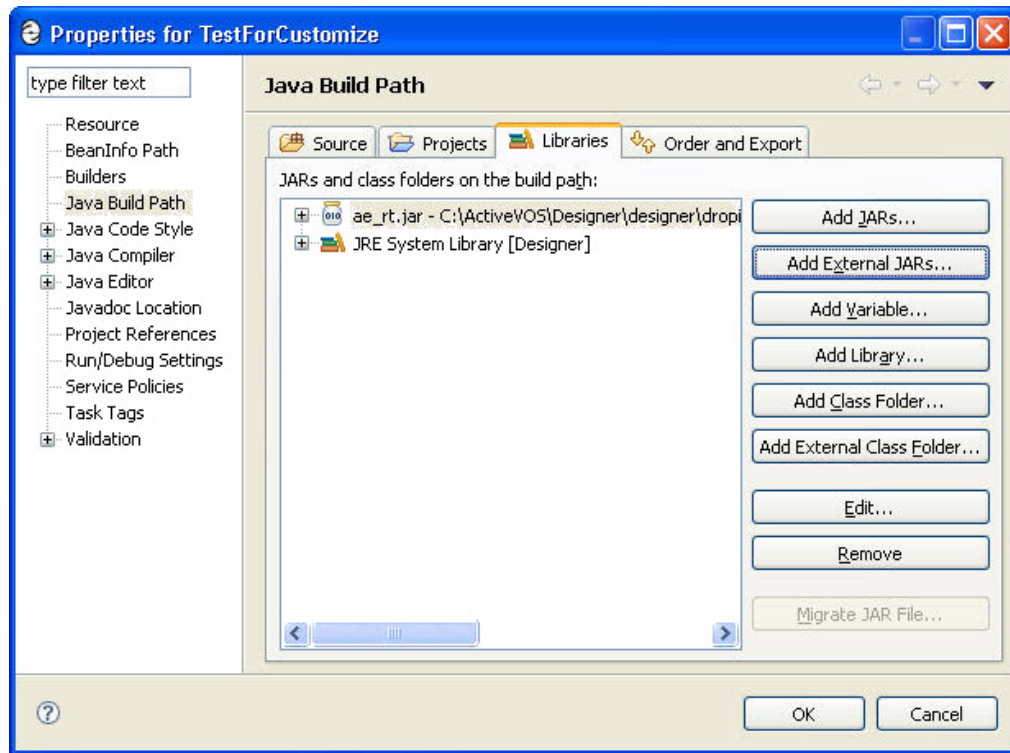 Properties for TestForCustomize
type filter text
Resource
BeanInfo Path
Builders
Java Build Path
Java Code Style
Java Compiler
Java Editor
Javadoc Location
Project References
Run/Debug Settings
Service Policies
Task Tags
Validation
Java Build Path
Source Projects Libraries Order and Export
JARs and class folders on the build path:
ae_rt.jar - C:\ActiveVOS\Designer\designer\dropi
JRE System Library [Designer]
Add JARs...
Add External JARs...
Add Variable...
Add Library...
Add Class Folder...
Add External Class Folder...
Edit...
Remove
Migrate JAR File...
OK Cancel